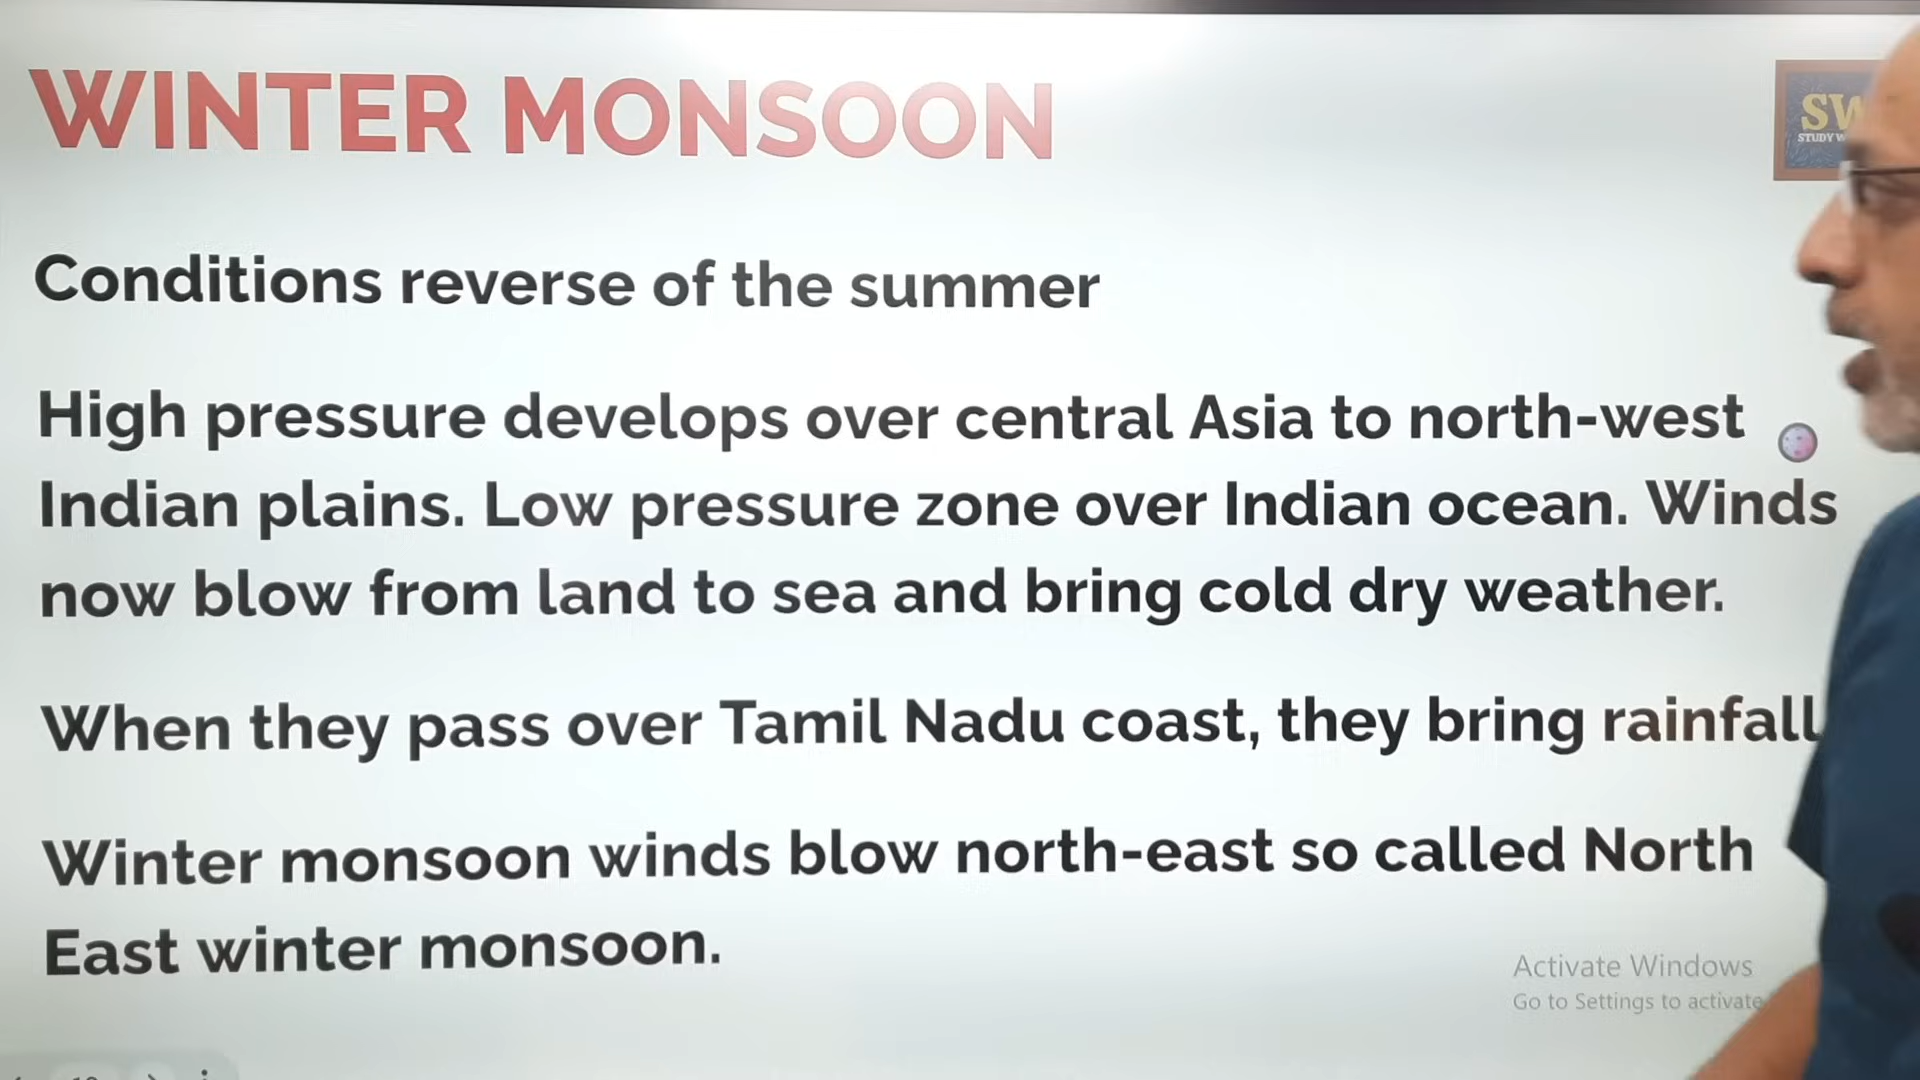 WINTER MONSOON
SW
STUDY W
Conditions reverse of the summer
High pressure develops over central Asia to north-west
Indian plains. Low pressure zone over Indian ocean. Winds
now blow from land to sea and bring cold dry weather.
When they pass over Tamil Nadu coast, they bring rainfall
Winter monsoon winds blow north-east so called North
East winter monsoon.
Activate Windows
Go to Settings to activate